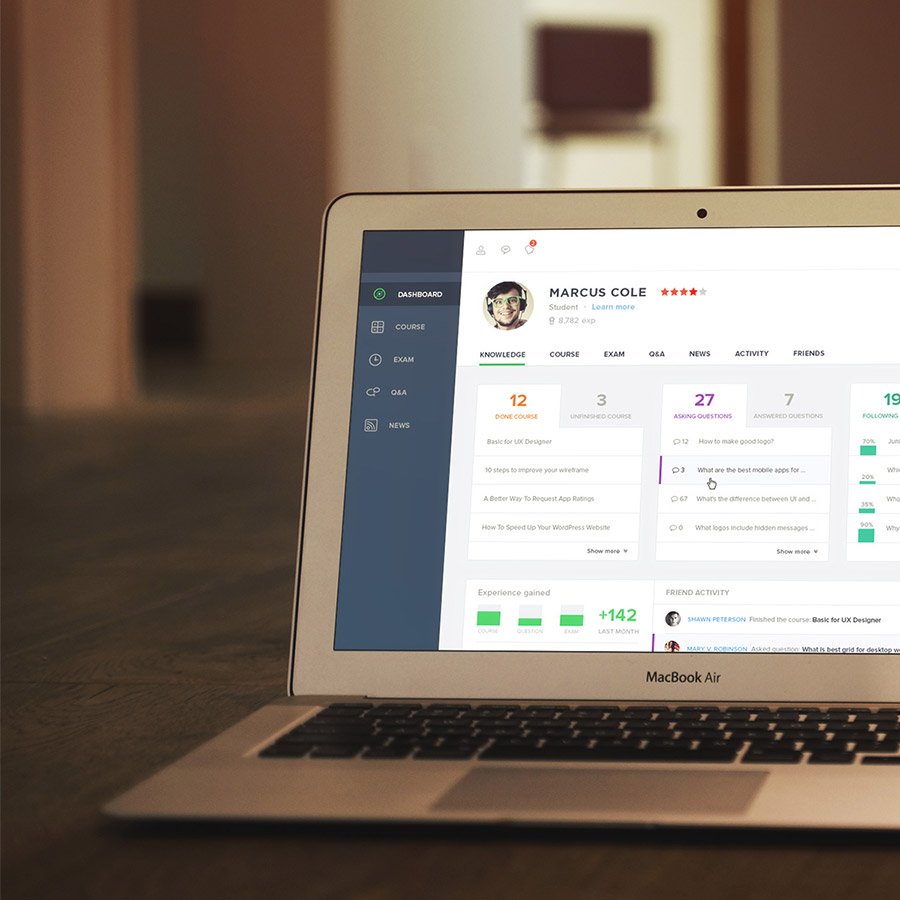 2
MARCUS COLE
Student · Learn more
8,782 exp
DASHBOARD
COURSE
EXAM
Q&A
NEWS
KNOWLEDGE COURSE EXAM Q&A NEWS ACTIVITY FRIENDS
12
DONE COURSE
3
UNFINISHED COURSE
Basic for UX Designer
10 steps to improve your wireframe
A Better Way To Request App Ratings
How To Speed Up Your WordPress Website
Show more
27
ASKING QUESTIONS
7
ANSWERED QUESTIONS
12 How to make good logo?
3 What are the best mobile apps for ...
67 What's the difference between UI and ...
0 What logos include hidden messages ...
Show more
19
FOLLOWING
70% Jun
20% Whic
35% Wha
90% Why
Experience gained
COURSE QUESTION EXAM
+142
LAST MONTH
FRIEND ACTIVITY
SHAWN PETERSON Finished the course: Basic for UX Designer
MARY V. ROBINSON Asked question: What is best grid for desktop w
MacBook Air